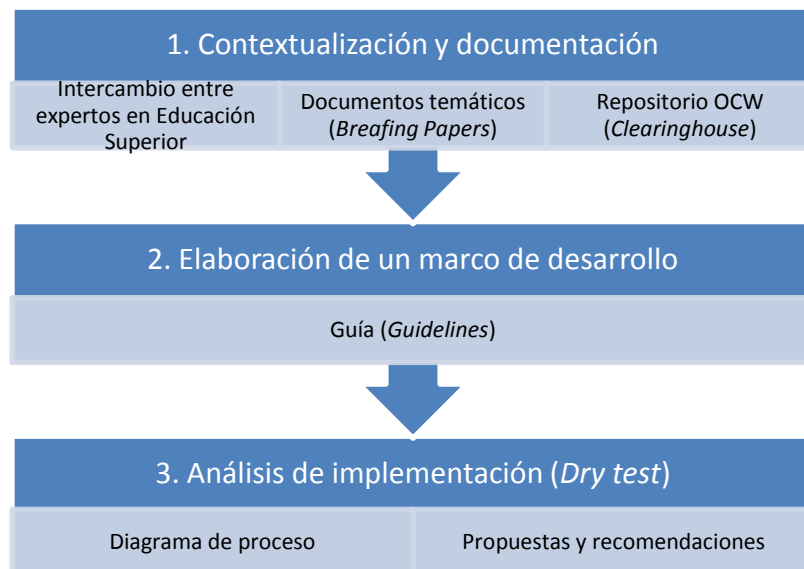 1. Contextualización y documentación
Intercambio entre
expertos en Educación
Superior
Documentos temáticos
(Breafing Papers)
Repositorio OCW
(Clearinghouse)
2. Elaboración de un marco de desarrollo
Guía (Guidelines)
3. Análisis de implementación (Dry test)
Diagrama de proceso
Propuestas y recomendaciones